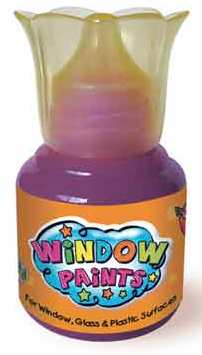 WINDOW
PAINTS
For Window, Glass & Plastic Surfaces